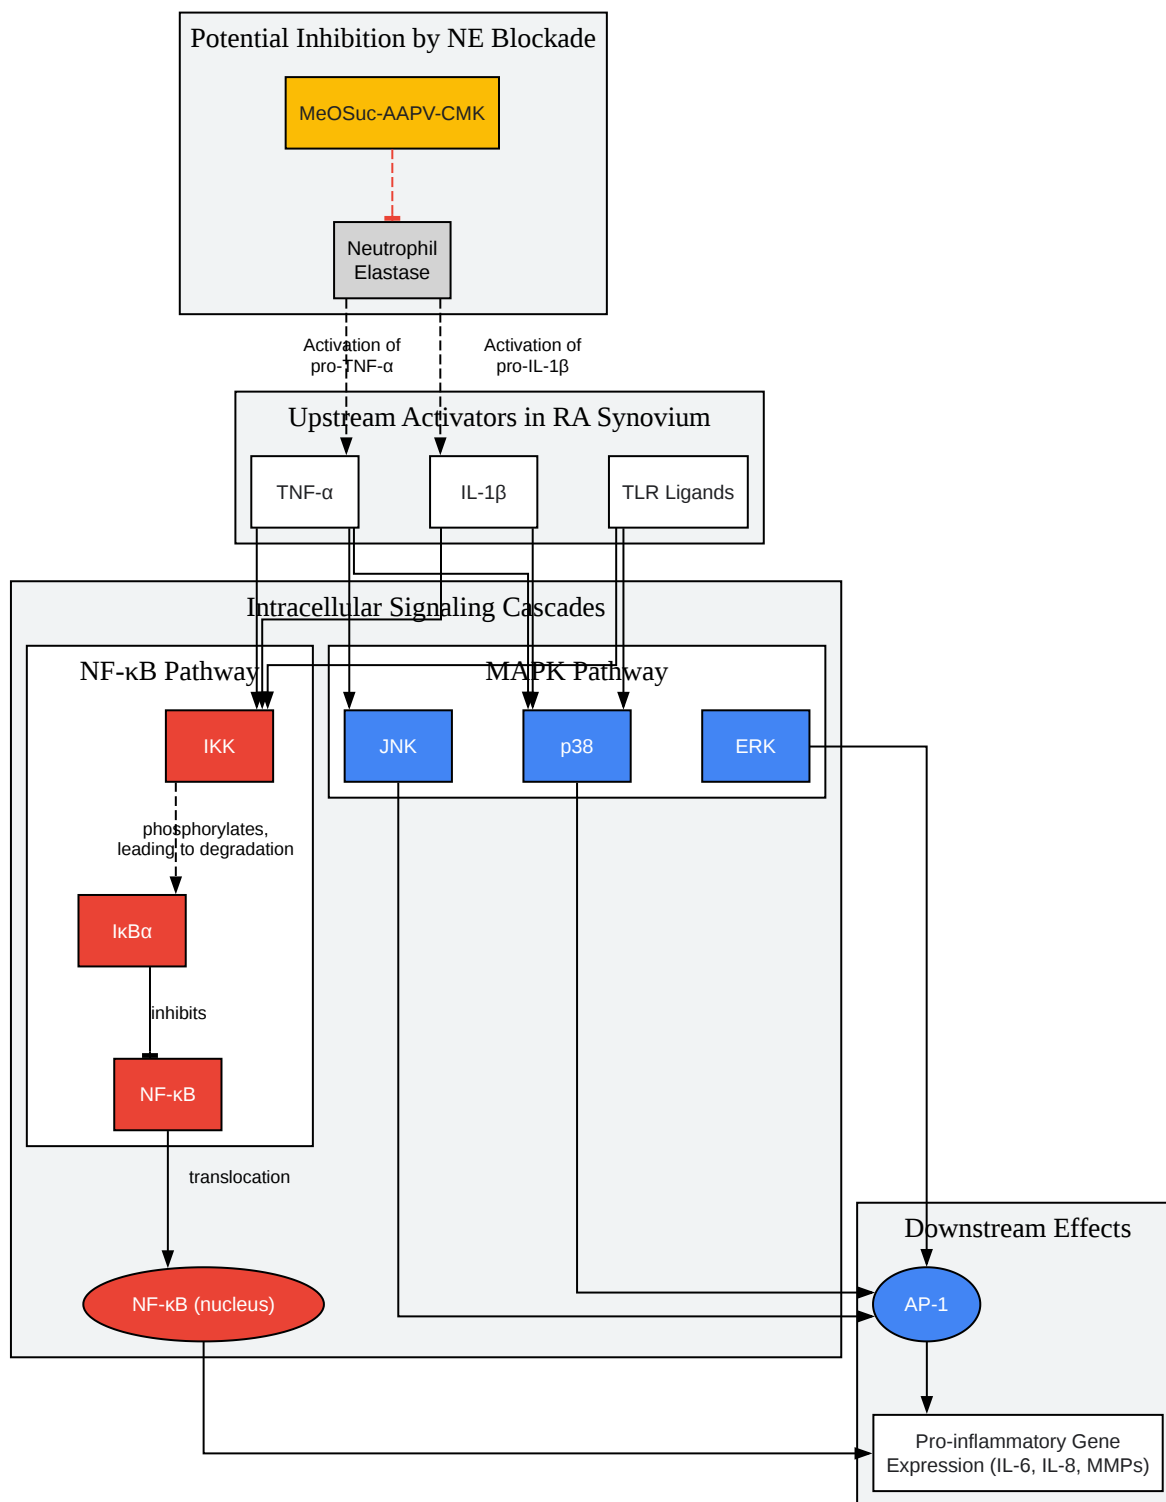 Potential Inhibition by NE Blockade
MeOSuc-AAPV-CMK
Neutrophil
Elastase
Activation of
pro-TNF-α
Activation of
pro-IL-1β
Upstream Activators in RA Synovium
TNF-α
IL-1β
TLR Ligands
Intracellular Signaling Cascades
NF-κB Pathway
MAPK Pathway
IKK
JNK
p38
ERK
phosphorylates,
leading to degradation
IκBα
inhibits
NF-κB
translocation
Downstream Effects
NF-κB (nucleus)
AP-1
Pro-inflammatory Gene
Expression (IL-6, IL-8, MMPs)